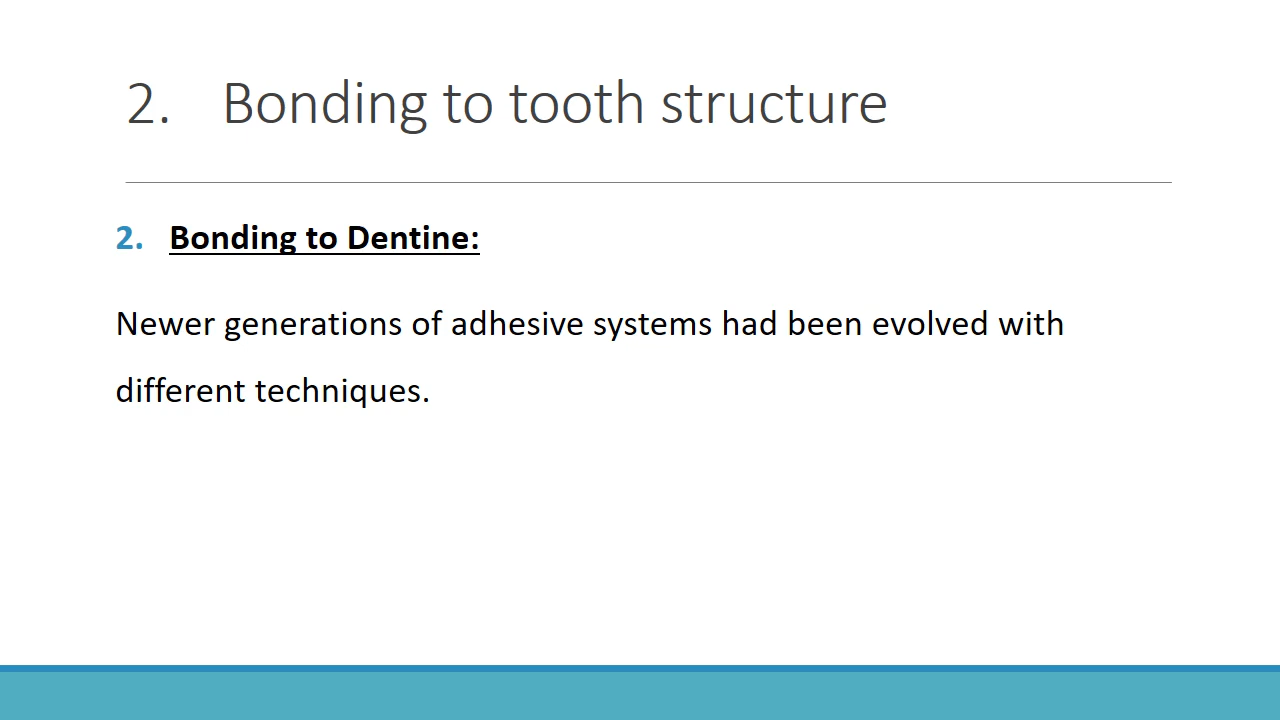 2. Bonding to tooth structure
2. Bonding to Dentine:
Newer generations of adhesive systems had been evolved with
different techniques.